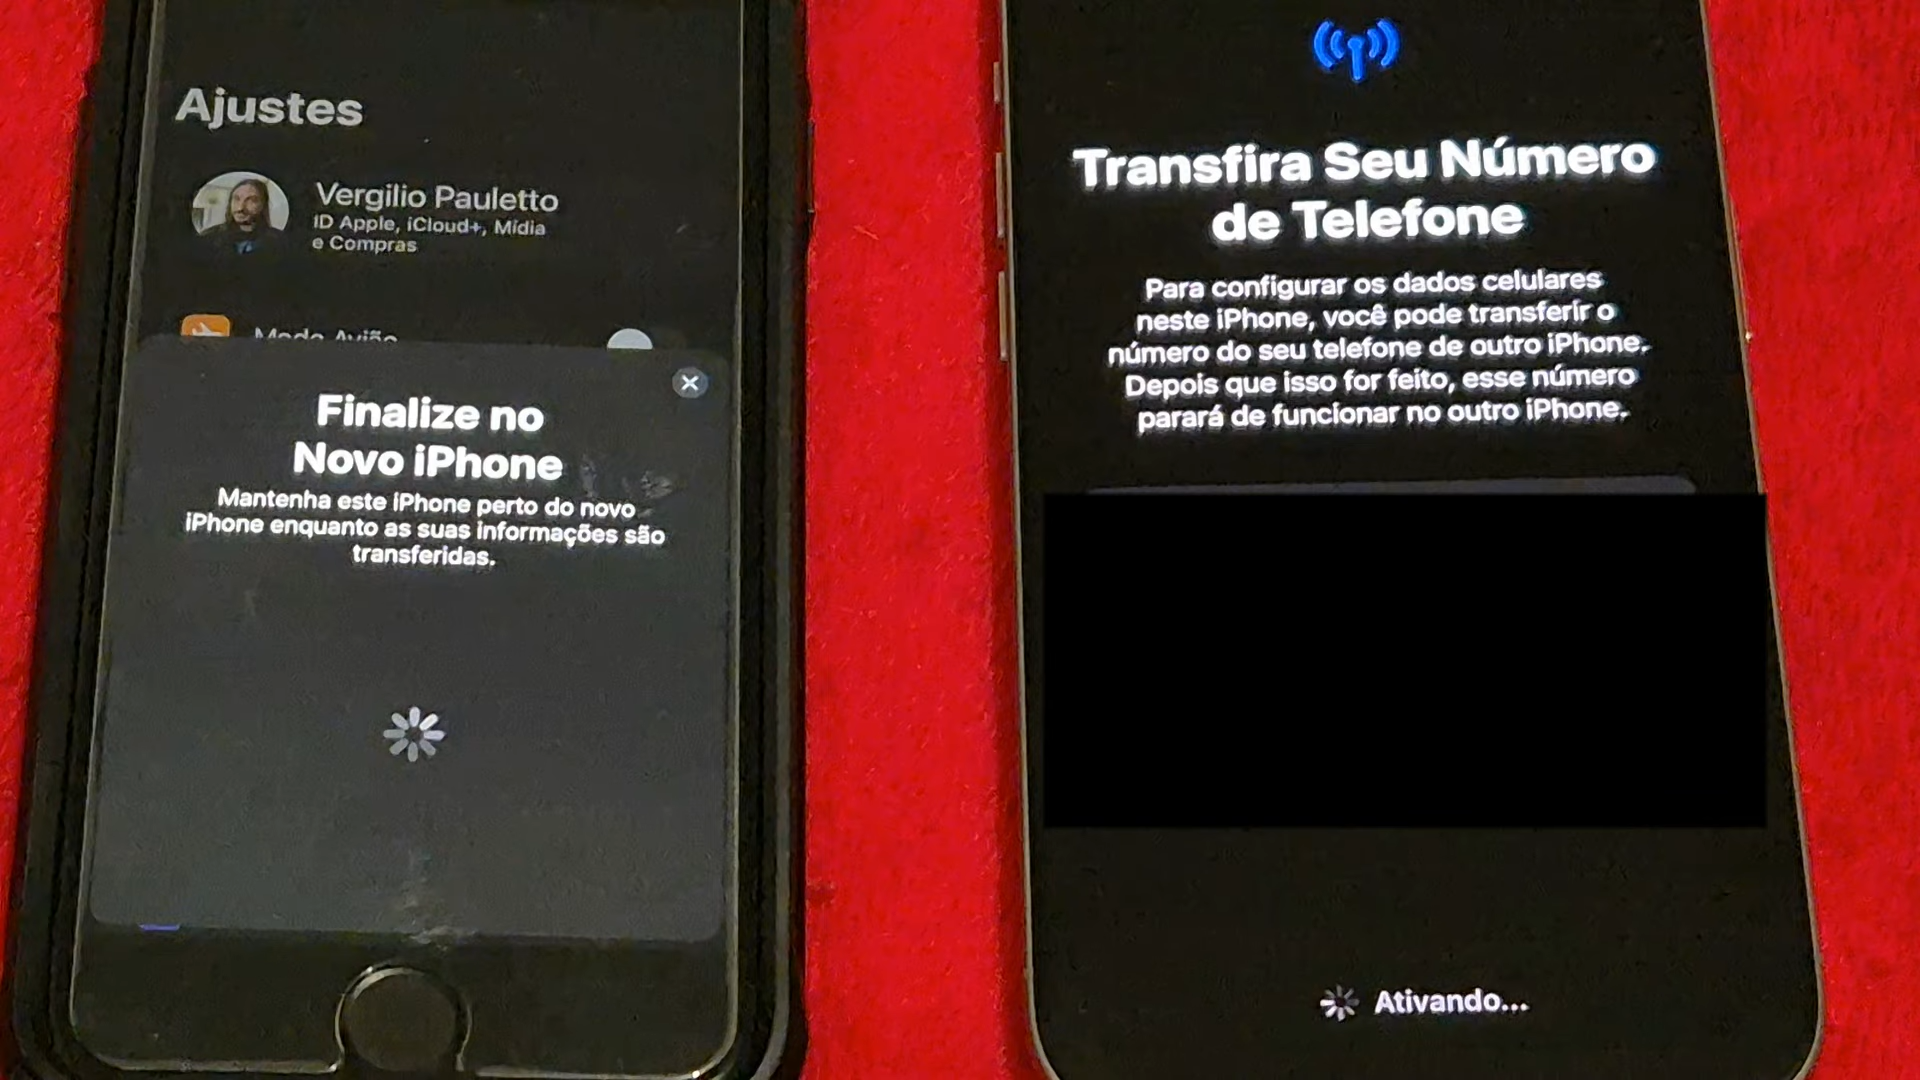 Ajustes
Vergilio Pauletto
ID Apple, iCloud+, Mídia
e Compras
Modo Avião
Finalize no
Novo iPhone
Mantenha este iPhone perto do novo
iPhone enquanto as suas informações são
transferidas.
Transfira Seu Número
de Telefone
Para configurar os dados celulares
neste iPhone, você pode transferir o
número do seu telefone de outro iPhone.
Depois que isso for feito, esse número
parará de funcionar no outro iPhone.
Ativando...